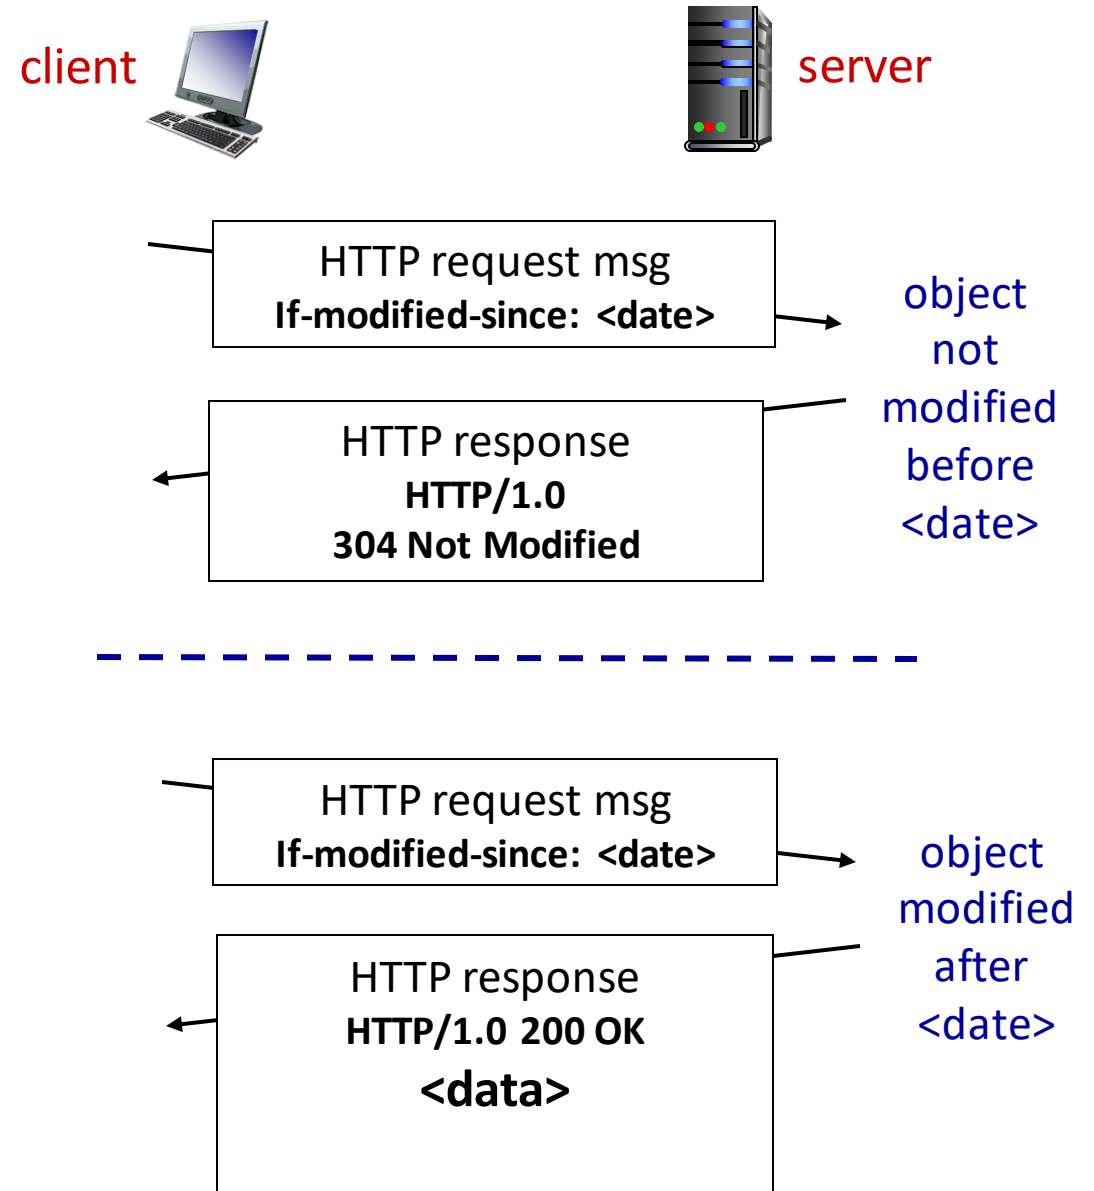 client
server
HTTP request msg
If-modified-since: <date>
object
not
modified
before
<date>
HTTP response
HTTP/1.0
304 Not Modified
HTTP request msg
If-modified-since: <date>
object
modified
after
<date>
HTTP response
HTTP/1.0 200 OK
<data>